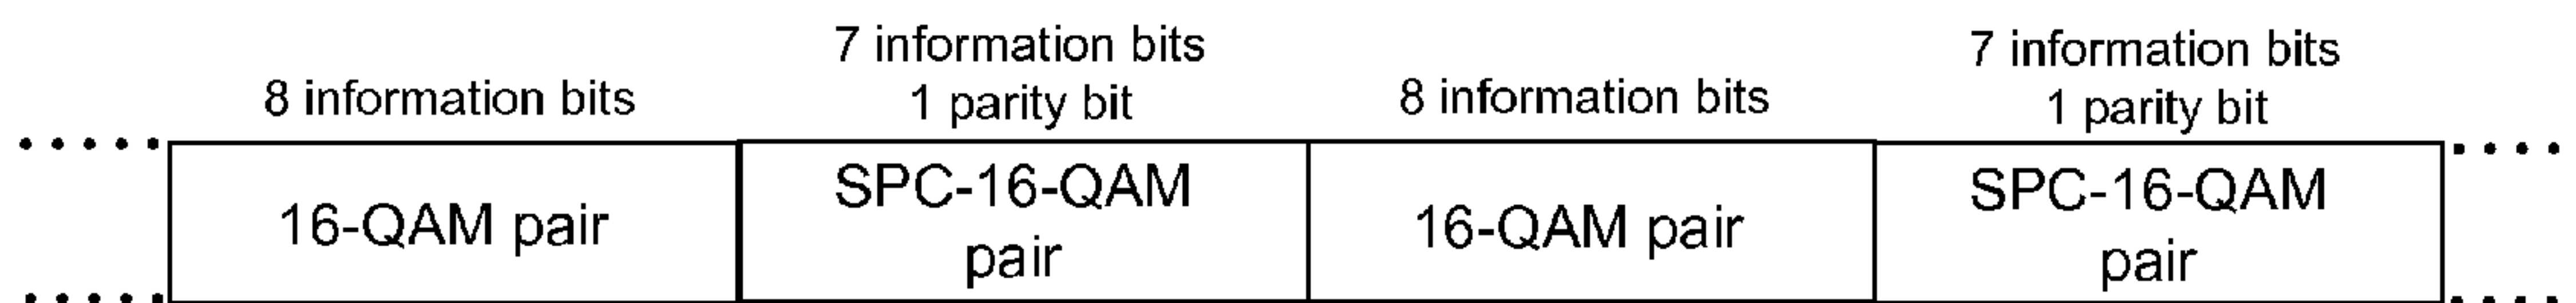 8 information bits
7 information bits
1 parity bit
8 information bits
7 information bits
1 parity bit
16-QAM pair
SPC-16-QAM
pair
16-QAM pair
SPC-16-QAM
pair